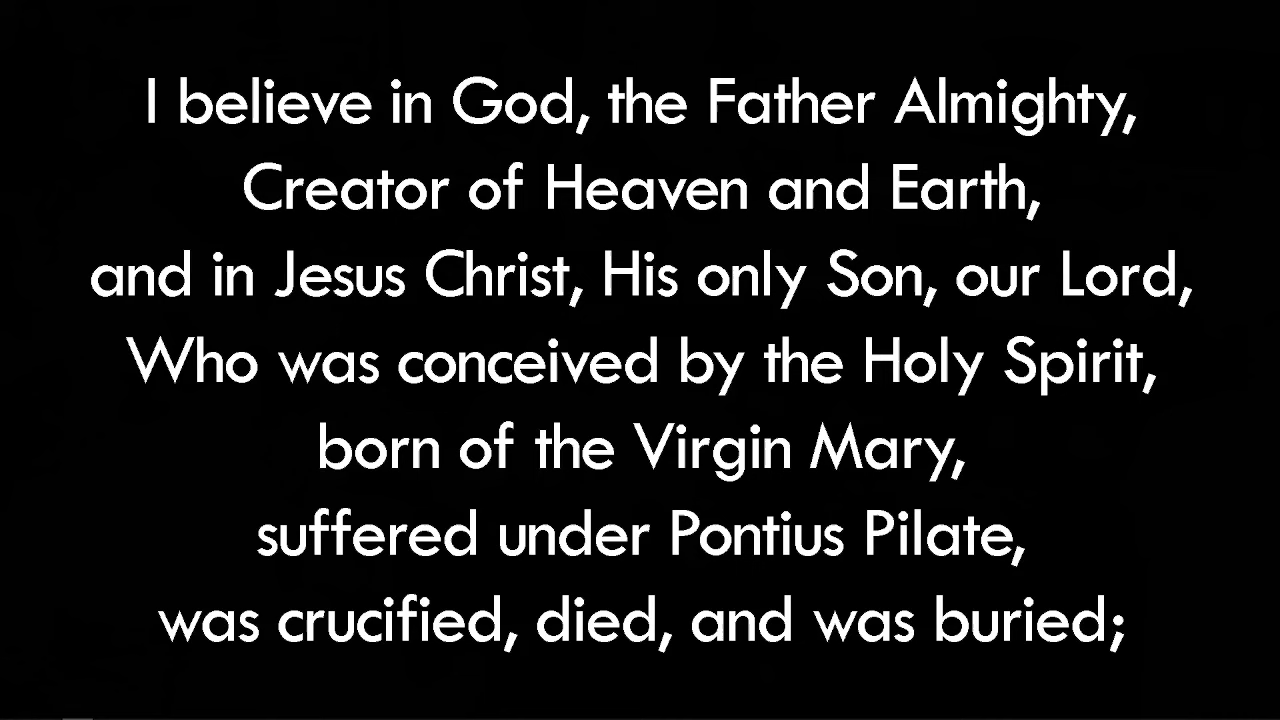 I believe in God, the Father Almighty,
Creator of Heaven and Earth,
and in Jesus Christ, His only Son, our Lord,
Who was conceived by the Holy Spirit,
born of the Virgin Mary,
suffered under Pontius Pilate,
was crucified, died, and was buried;